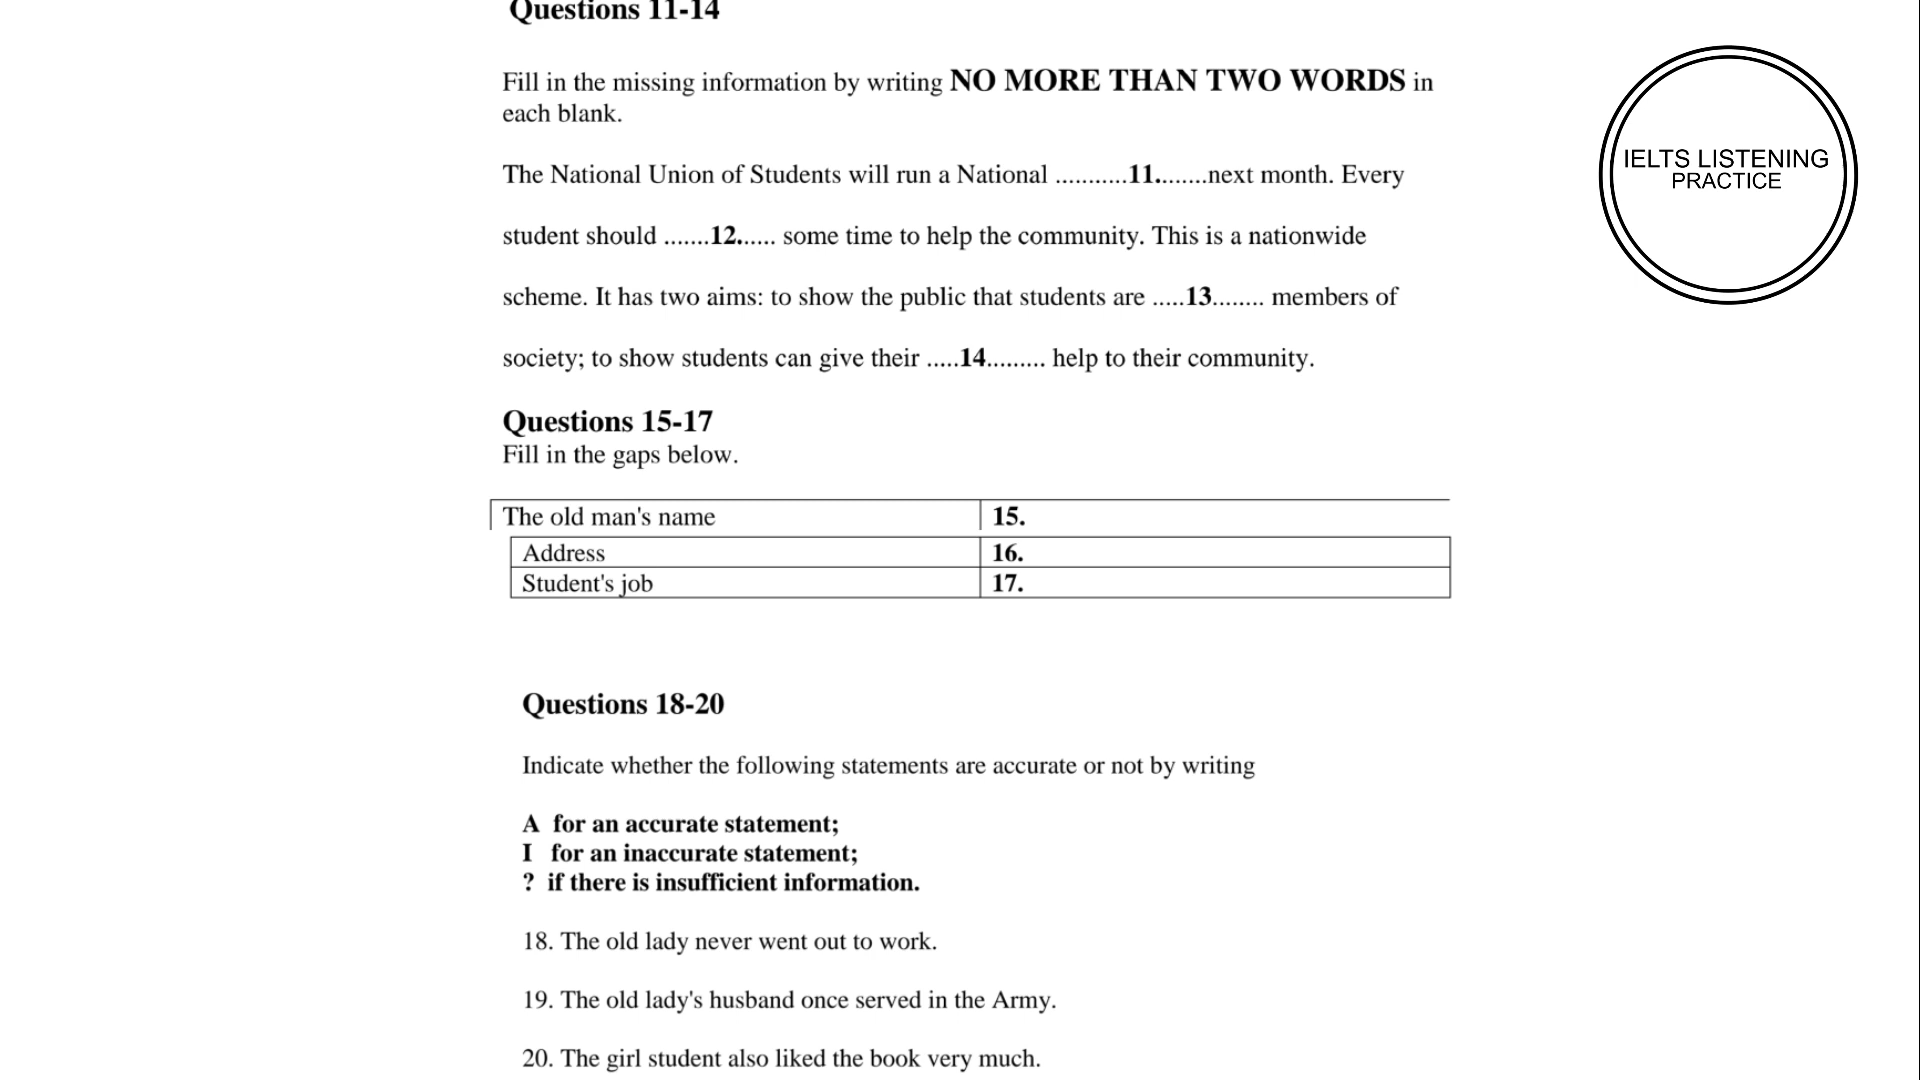 Questions 11-14
Fill in the missing information by writing NO MORE THAN TWO WORDS in
each blank.
The National Union of Students will run a National ...........11........next month. Every
student should .......12...... some time to help the community. This is a nationwide
scheme. It has two aims: to show the public that students are .....13........ members of
society; to show students can give their .....14......... help to their community.
Questions 15-17
Fill in the gaps below.
The old man's name 15.
Address 16.
Student's job 17.
Questions 18-20
Indicate whether the following statements are accurate or not by writing
A for an accurate statement;
I for an inaccurate statement;
? if there is insufficient information.
18. The old lady never went out to work.
19. The old lady's husband once served in the Army.
20. The girl student also liked the book very much.
IELTS LISTENING
PRACTICE